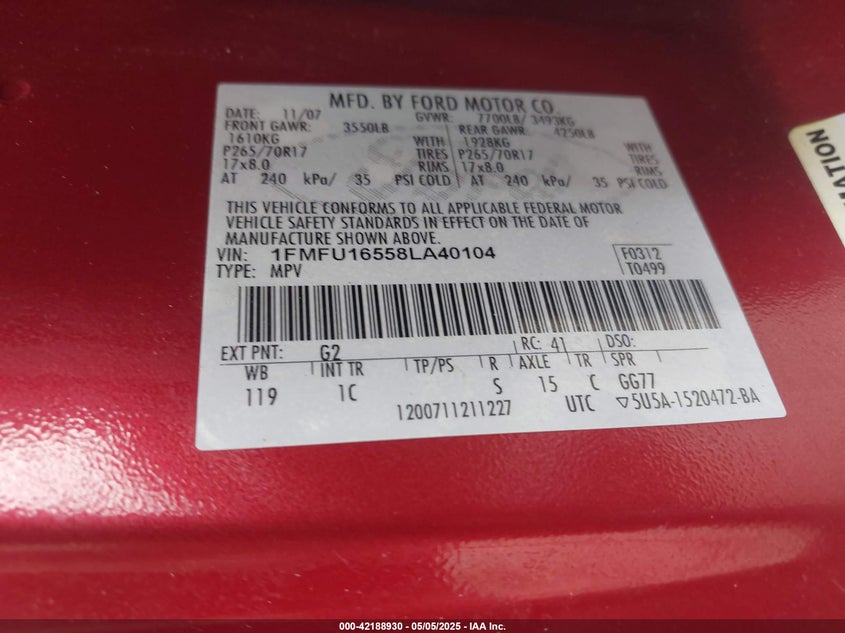 MFD. BY FORD MOTOR CO.
DATE: 11/07 GVWR: 7700LB/ 3493KG
FRONT GAWR: 3550LB REAR GAWR: 4250LB
1610KG WITH 1928KG WITH
P265/70R17 TIRES P265/70R17 TIRES
17x8.0 RIMS 17x8.0 RIMS
AT 240 kPa/ 35 PSI COLD AT 240 kPa/ 35 PSI COLD
THIS VEHICLE CONFORMS TO ALL APPLICABLE FEDERAL MOTOR
VEHICLE SAFETY STANDARDS IN EFFECT ON THE DATE OF
MANUFACTURE SHOWN ABOVE.
VIN: 1FMFU16558LA40104 F0312
TYPE: MPV T0499
EXT PNT: G2 RC: 41 DSO:
WB INT TR TP/PS R AXLE TR SPR
119 1C S 15 C GG77
1200711211227 UTC ▽5U5A-1520472-BA
MATION
000-42188930 - 05/05/2025 - IAA Inc.